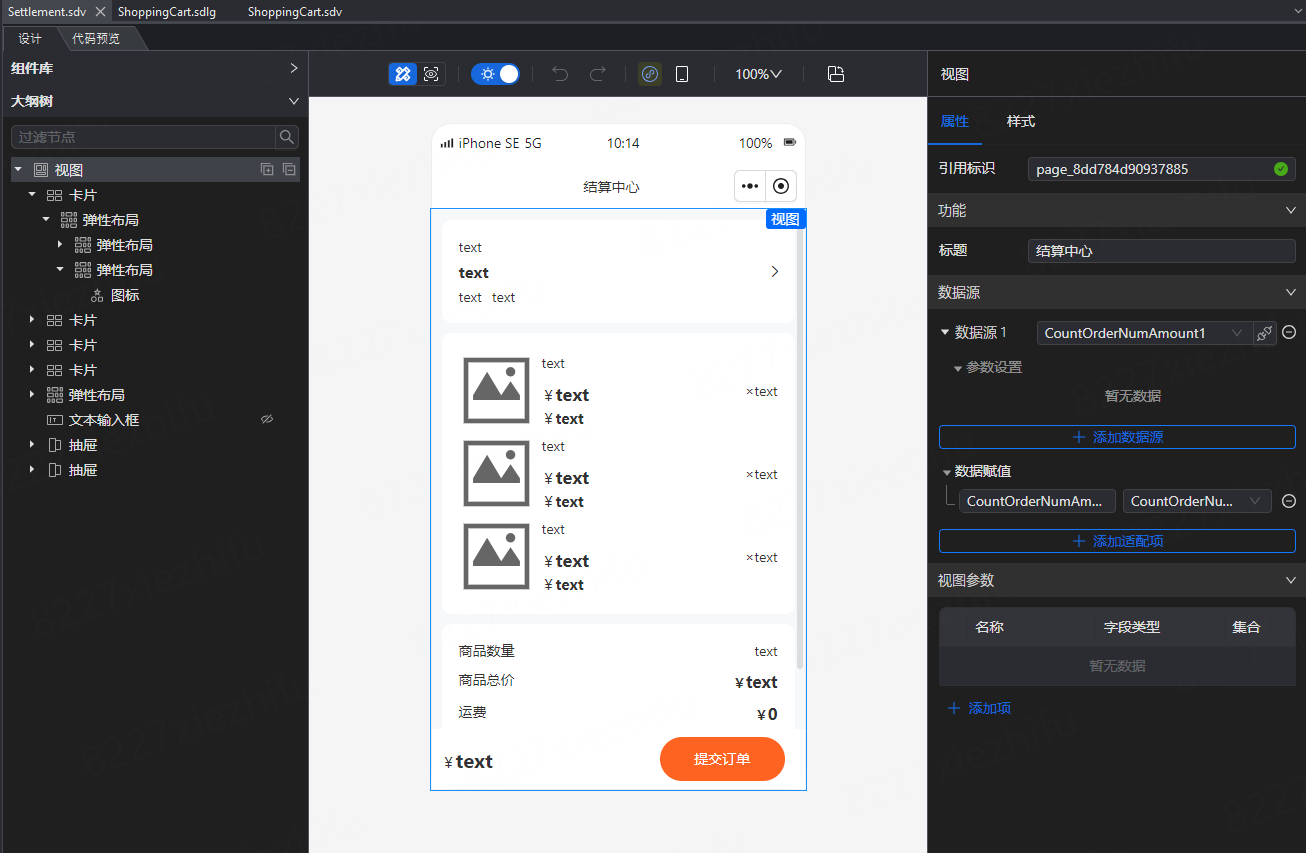 Settlement.sdv
ShoppingCart.sdlg
ShoppingCart.sdv
设计
代码预览
组件库
大纲树
过滤节点
视图
卡片
弹性布局
弹性布局
弹性布局
图标
卡片
卡片
卡片
弹性布局
文本输入框
抽屉
抽屉
100%
iPhone SE 5G
10:14
100%
结算中心
视图
text
text
text text
text
¥text
¥text
×text
text
¥text
¥text
×text
text
¥text
¥text
×text
商品数量
text
商品总价
¥text
运费
¥0
¥text
提交订单
视图
属性
样式
引用标识
page_8dd784d90937885
功能
标题
结算中心
数据源
数据源 1
CountOrderNumAmount1
参数设置
暂无数据
添加数据源
数据赋值
CountOrderNumAm...
CountOrderNu...
添加适配项
视图参数
名称
字段类型
集合
暂无数据
添加项
8227xiezhifu